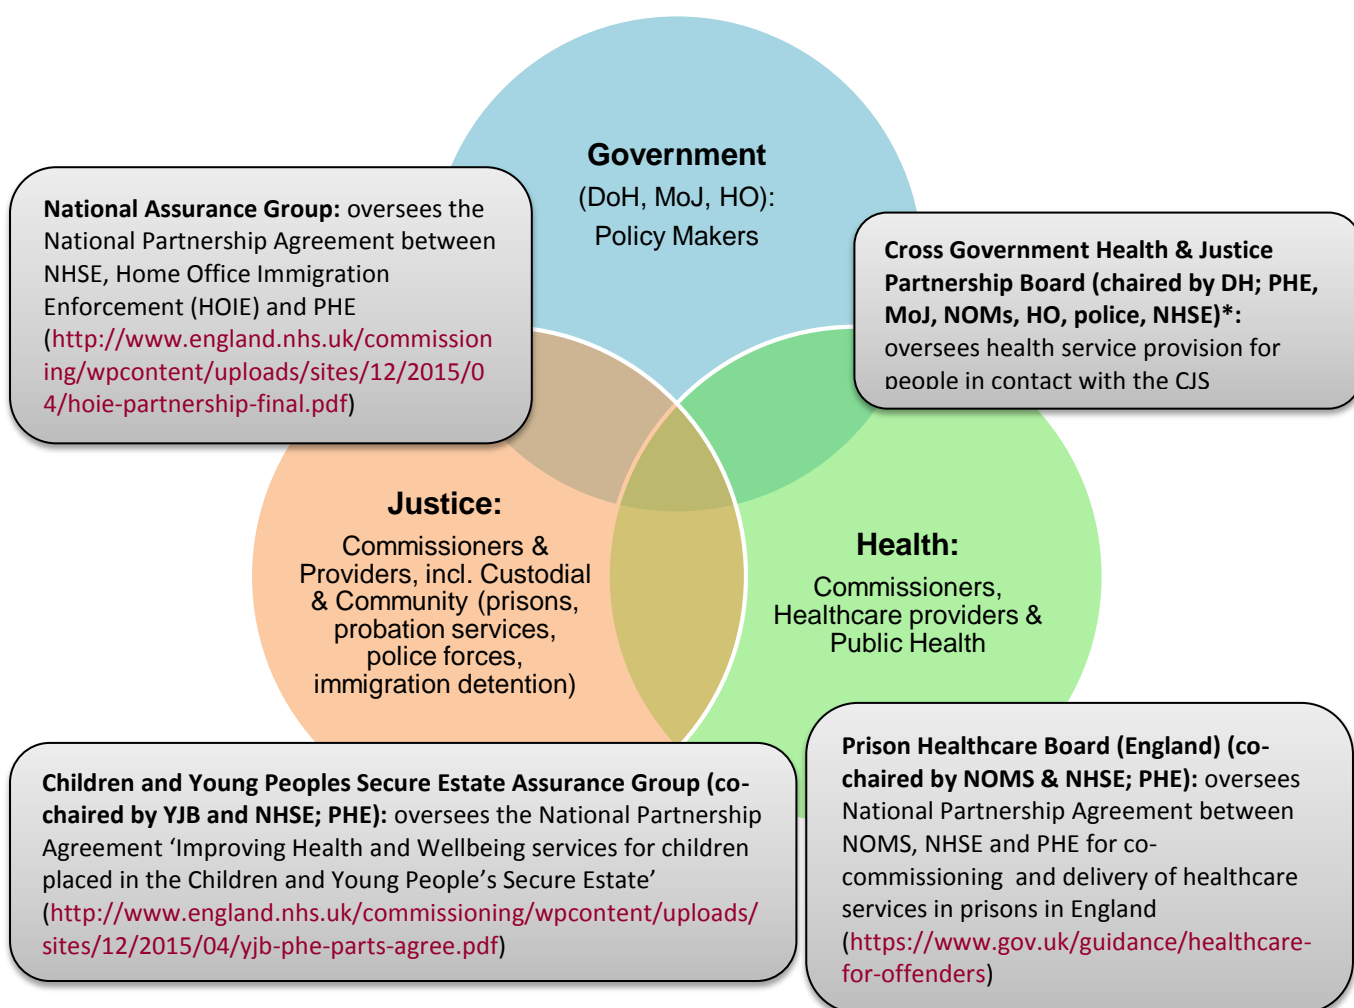 Government
(DoH, MoJ, HO):
Policy Makers
National Assurance Group: oversees the
National Partnership Agreement between
NHSE, Home Office Immigration
Enforcement (HOIE) and PHE
(http://www.england.nhs.uk/commission
ing/wpcontent/uploads/sites/12/2015/0
4/hoie-partnership-final.pdf)
Cross Government Health & Justice
Partnership Board (chaired by DH; PHE,
MoJ, NOMs, HO, police, NHSE)*:
oversees health service provision for
people in contact with the CJS
Justice:
Commissioners &
Providers, incl. Custodial
& Community (prisons,
probation services,
police forces,
immigration detention)
Health:
Commissioners,
Healthcare providers &
Public Health
Children and Young Peoples Secure Estate Assurance Group (co-
chaired by YJB and NHSE; PHE): oversees the National Partnership
Agreement ‘Improving Health and Wellbeing services for children
placed in the Children and Young People’s Secure Estate’
(http://www.england.nhs.uk/commissioning/wpcontent/uploads/
sites/12/2015/04/yjb-phe-parts-agree.pdf)
Prison Healthcare Board (England) (co-
chaired by NOMS & NHSE; PHE): oversees
National Partnership Agreement between
NOMS, NHSE and PHE for co-
commissioning  and delivery of healthcare
services in prisons in England
(https://www.gov.uk/guidance/healthcare-
for-offenders)